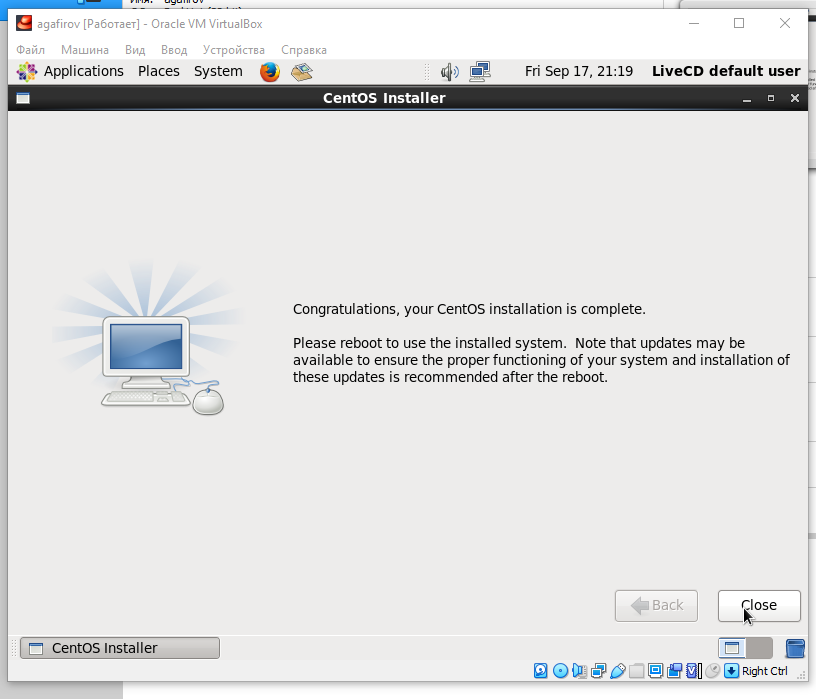 Имя: agafirov
agafirov [Работает] - Oracle VM VirtualBox
Файл Машина Вид Ввод Устройства Справка
Applications Places System Fri Sep 17, 21:19 LiveCD default user
CentOS Installer
Congratulations, your CentOS installation is complete.
Please reboot to use the installed system. Note that updates may be
available to ensure the proper functioning of your system and installation of
these updates is recommended after the reboot.
Back Close
CentOS Installer
Right Ctrl